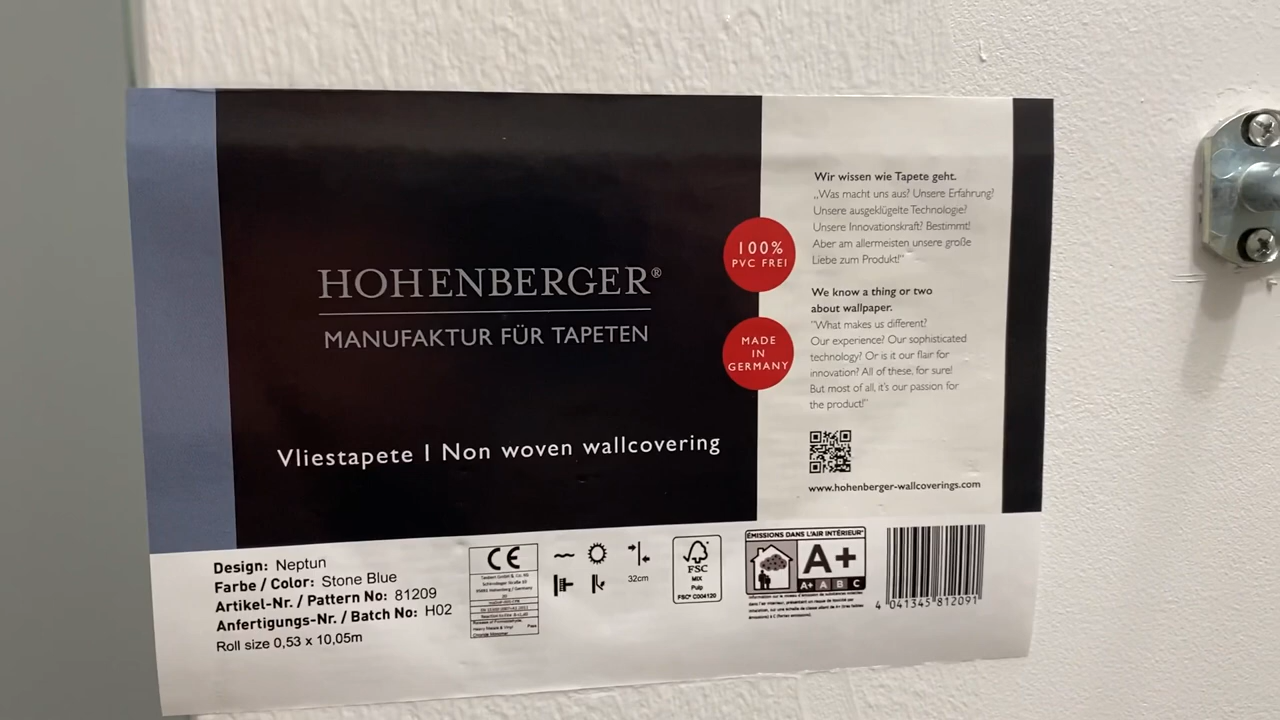 HOHENBERGER®
MANUFAKTUR FÜR TAPETEN
Vliestapete I Non woven wallcovering
100%
PVC FREI
MADE
IN
GERMANY
Wir wissen wie Tapete geht.
„Was macht uns aus? Unsere Erfahrung?
Unsere ausgeklügelte Technologie?
Unsere Innovationskraft? Bestimmt!
Aber am allermeisten unsere große
Liebe zum Produkt!"
We know a thing or two
about wallpaper.
"What makes us different?
Our experience? Our sophisticated
technology? Or is it our flair for
innovation? All of these, for sure!
But most of all, it's our passion for
the product!"
www.hohenberger-wallcoverings.com
Design: Neptun
Farbe / Color: Stone Blue
Artikel-Nr. / Pattern No: 81209
Anfertigungs-Nr. / Batch No: H02
Roll size 0,53 x 10,05m
CE
32cm
FSC
MIX
Pulp
FSC® C004120
ÉMISSIONS DANS L'AIR INTÉRIEUR*
A+
A+ A B C
4 041345 812091